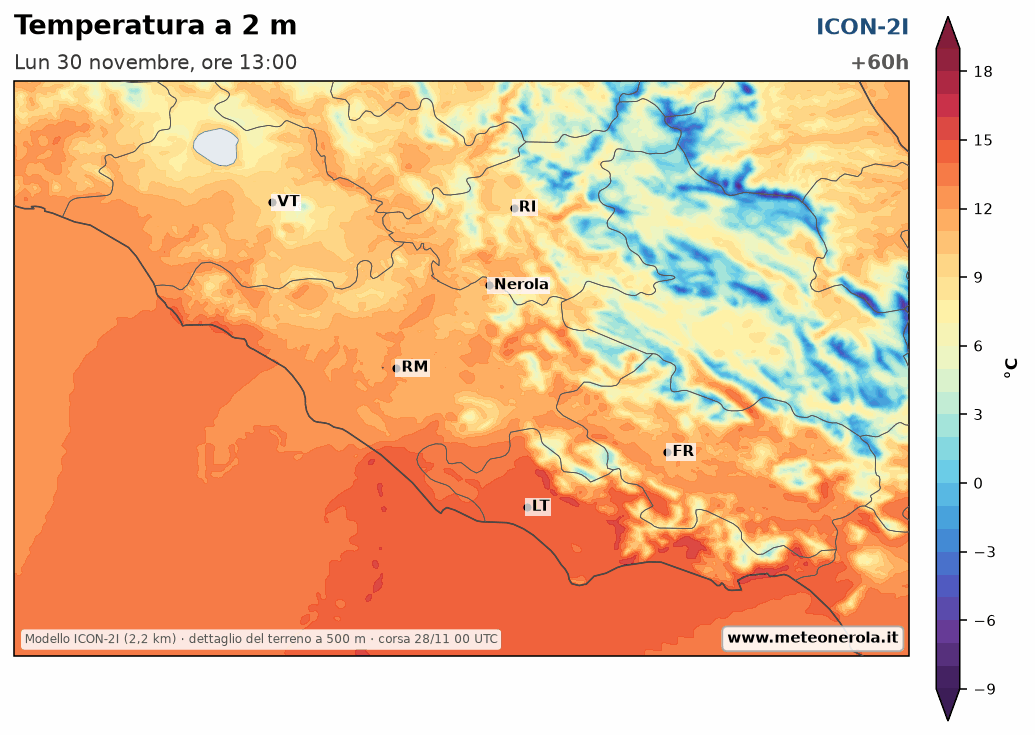 Temperatura a 2 m
ICON-2I
Lun 30 novembre, ore 13:00
+60h
18
15
12
9
6
3
0
−3
−6
−9
°C
VT
RI
Nerola
RM
FR
LT
Modello ICON-2I (2,2 km) · dettaglio del terreno a 500 m · corsa 28/11 00 UTC
www.meteonerola.it